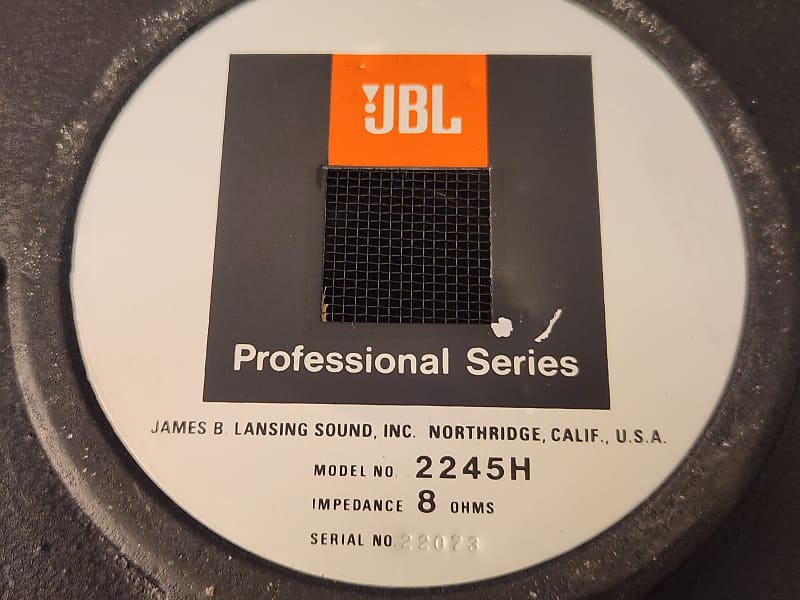 JBL
Professional Series
JAMES B. LANSING SOUND, INC. NORTHRIDGE, CALIF., U.S.A.
MODEL NO. 2245H
IMPEDANCE 8 OHMS
SERIAL NO. 22073